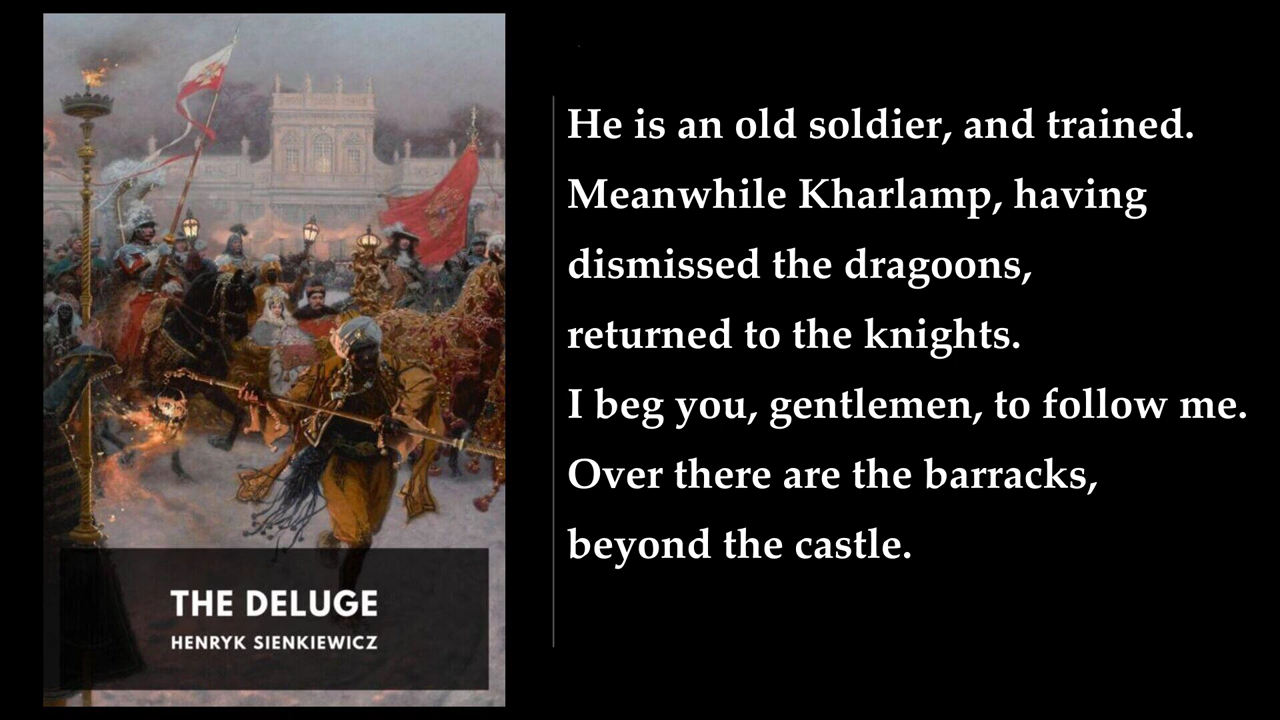 THE DELUGE
HENRYK SIENKIEWICZ
He is an old soldier, and trained.
Meanwhile Kharlamp, having
dismissed the dragoons,
returned to the knights.
I beg you, gentlemen, to follow me.
Over there are the barracks,
beyond the castle.